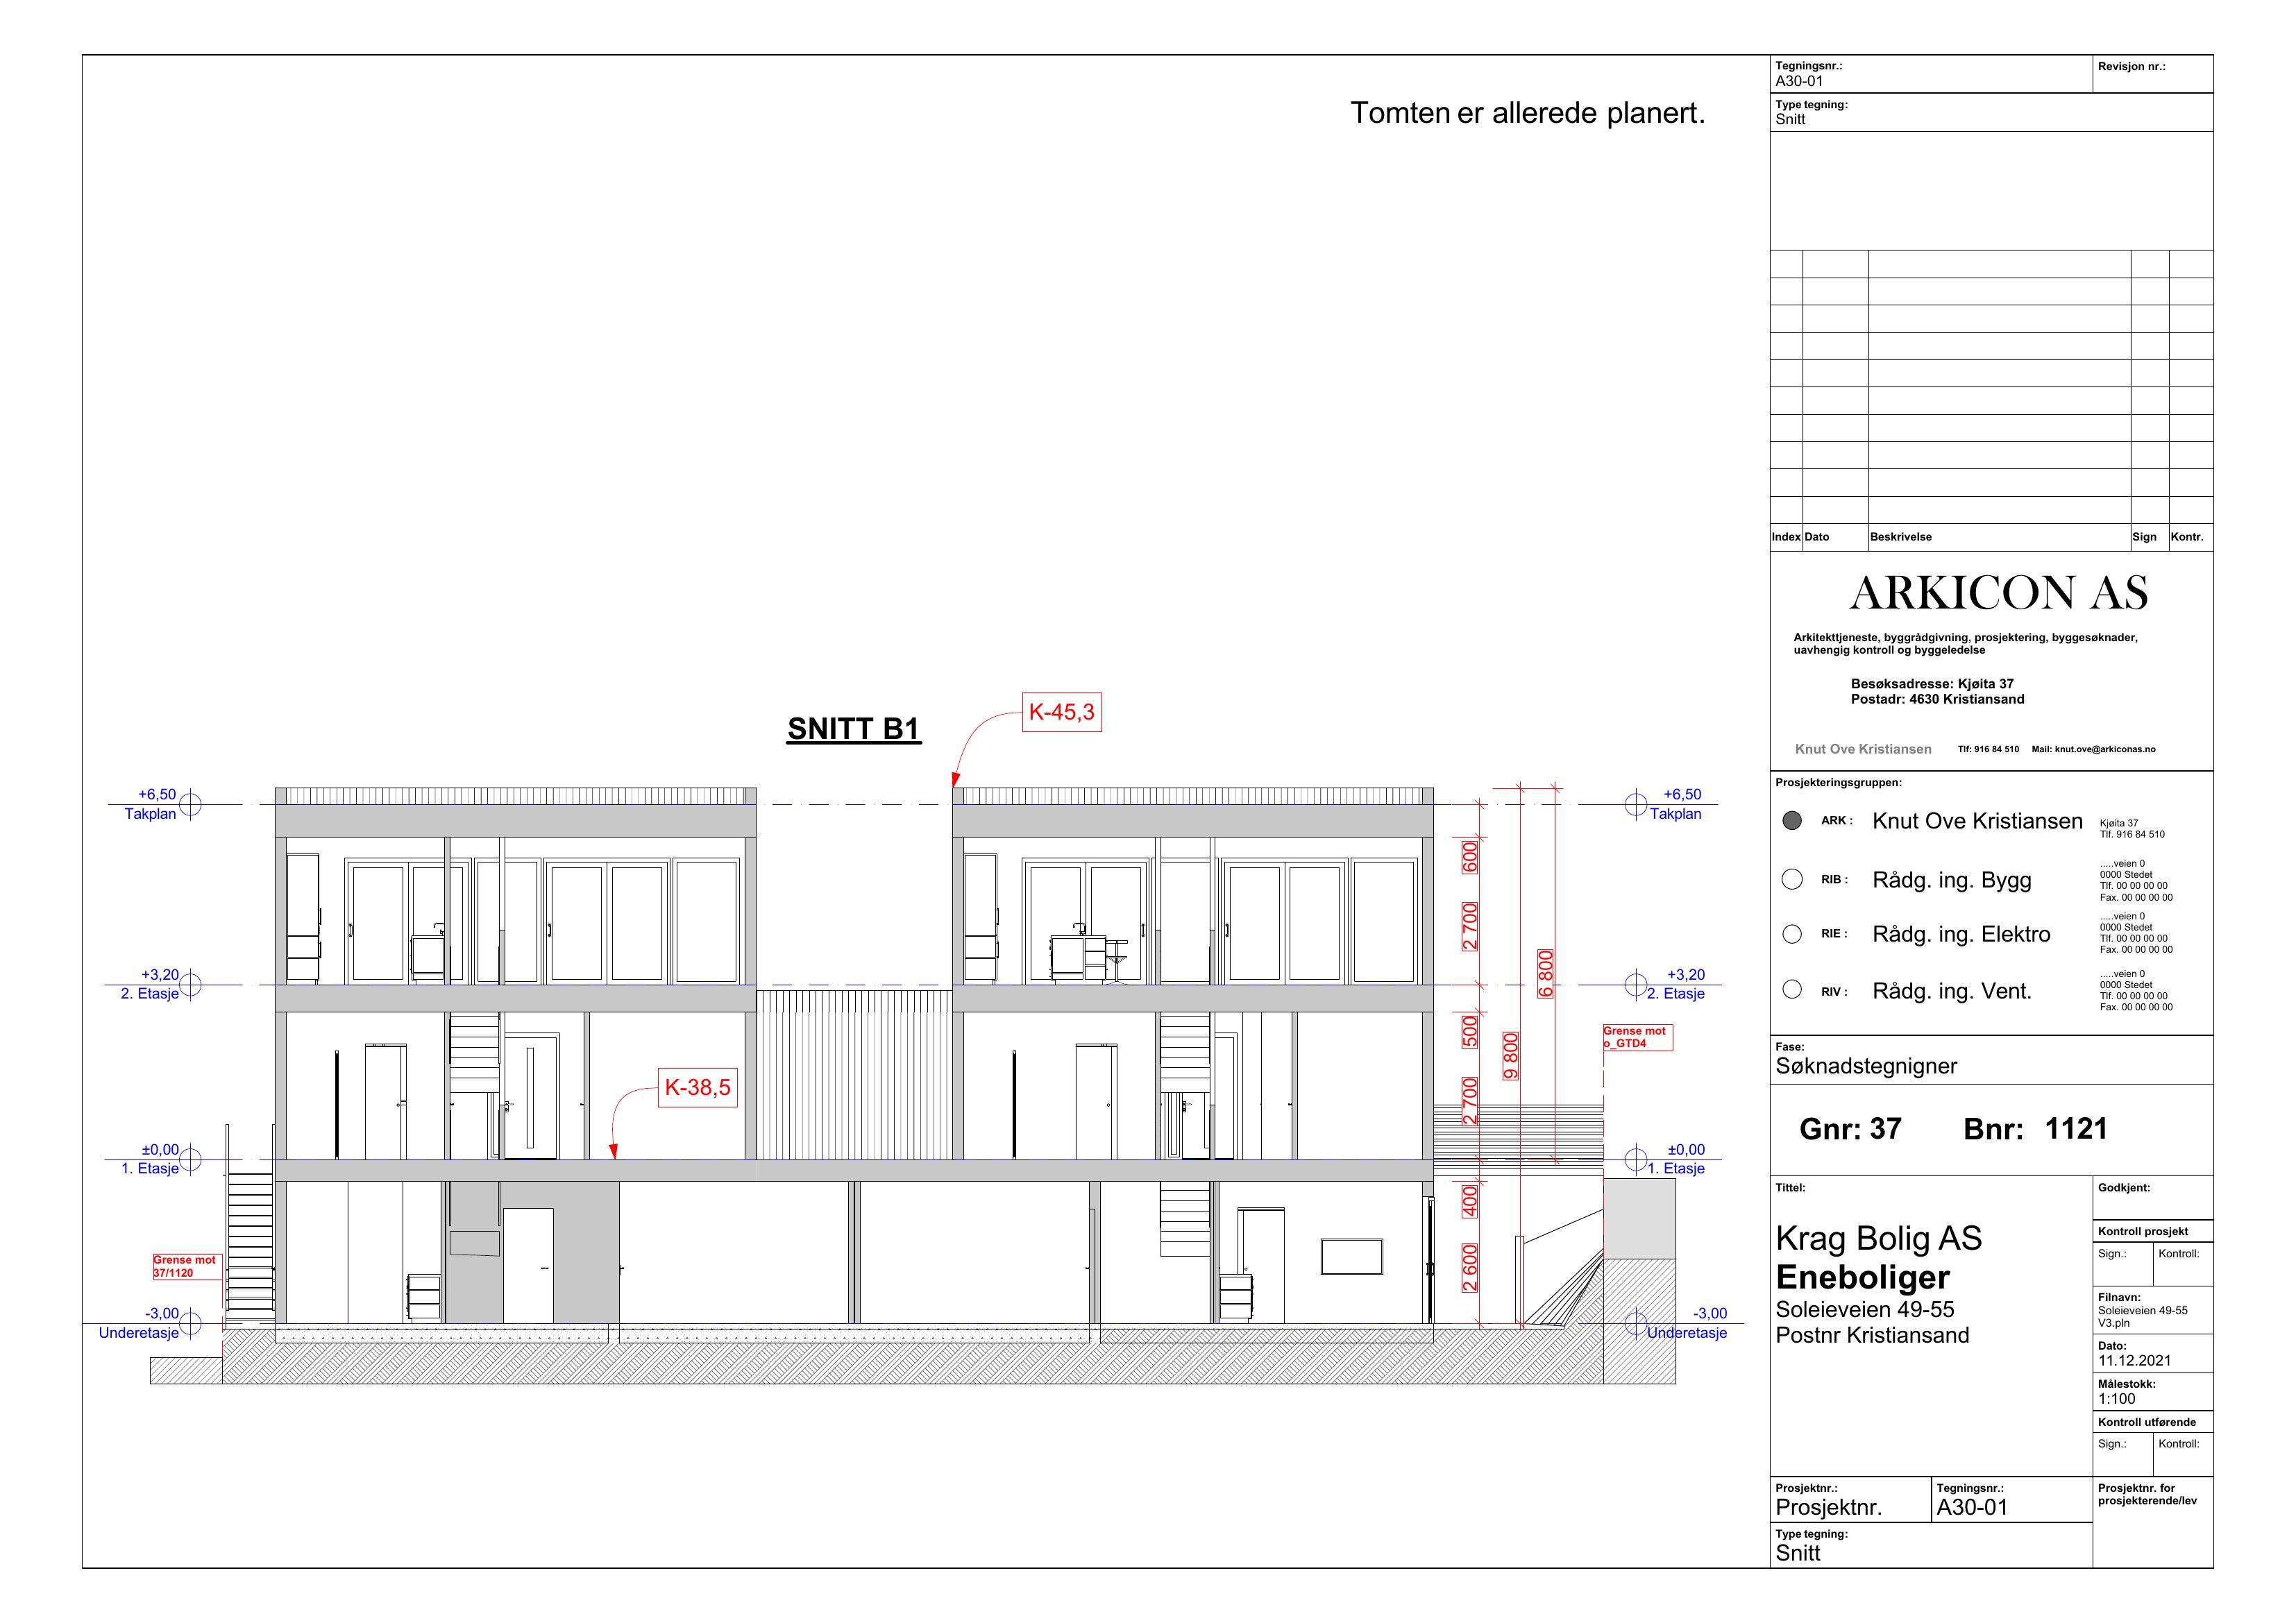 Tomten er allerede planert.
SNITT B1
K-45,3
K-38,5
+6,50
Takplan
+3,20
2. Etasje
±0,00
1. Etasje
-3,00
Underetasje
Grense mot
37/1120
+6,50
Takplan
+3,20
2. Etasje
±0,00
1. Etasje
-3,00
Underetasje
Grense mot
o_GTD4
600
2 700
500
2 700
400
2 600
9 800
6 800
Tegningsnr.:
A30-01
Revisjon nr.:
Type tegning:
Snitt
Index Dato Beskrivelse Sign Kontr.
ARKICON AS
Arkitekttjeneste, byggrådgivning, prosjektering, byggesøknader,
uavhengig kontroll og byggeledelse
Besøksadresse: Kjøita 37
Postadr: 4630 Kristiansand
Knut Ove Kristiansen Tlf: 916 84 510 Mail: knut.ove@arkiconas.no
Prosjekteringsgruppen:
ARK : Knut Ove Kristiansen
Kjøita 37
Tlf. 916 84 510
RIB : Rådg. ing. Bygg
.....veien 0
0000 Stedet
Tlf. 00 00 00 00
Fax. 00 00 00 00
RIE : Rådg. ing. Elektro
.....veien 0
0000 Stedet
Tlf. 00 00 00 00
Fax. 00 00 00 00
RIV : Rådg. ing. Vent.
.....veien 0
0000 Stedet
Tlf. 00 00 00 00
Fax. 00 00 00 00
Fase:
Søknadstegnigner
Gnr: 37 Bnr: 1121
Tittel:
Krag Bolig AS
Eneboliger
Soleieveien 49-55
Postnr Kristiansand
Godkjent:
Kontroll prosjekt
Sign.: Kontroll:
Filnavn:
Soleieveien 49-55
V3.pln
Dato:
11.12.2021
Målestokk:
1:100
Kontroll utførende
Sign.: Kontroll:
Prosjektnr.:
Prosjektnr.
Tegningsnr.:
A30-01
Prosjektnr. for
prosjekterende/lev
Type tegning:
Snitt